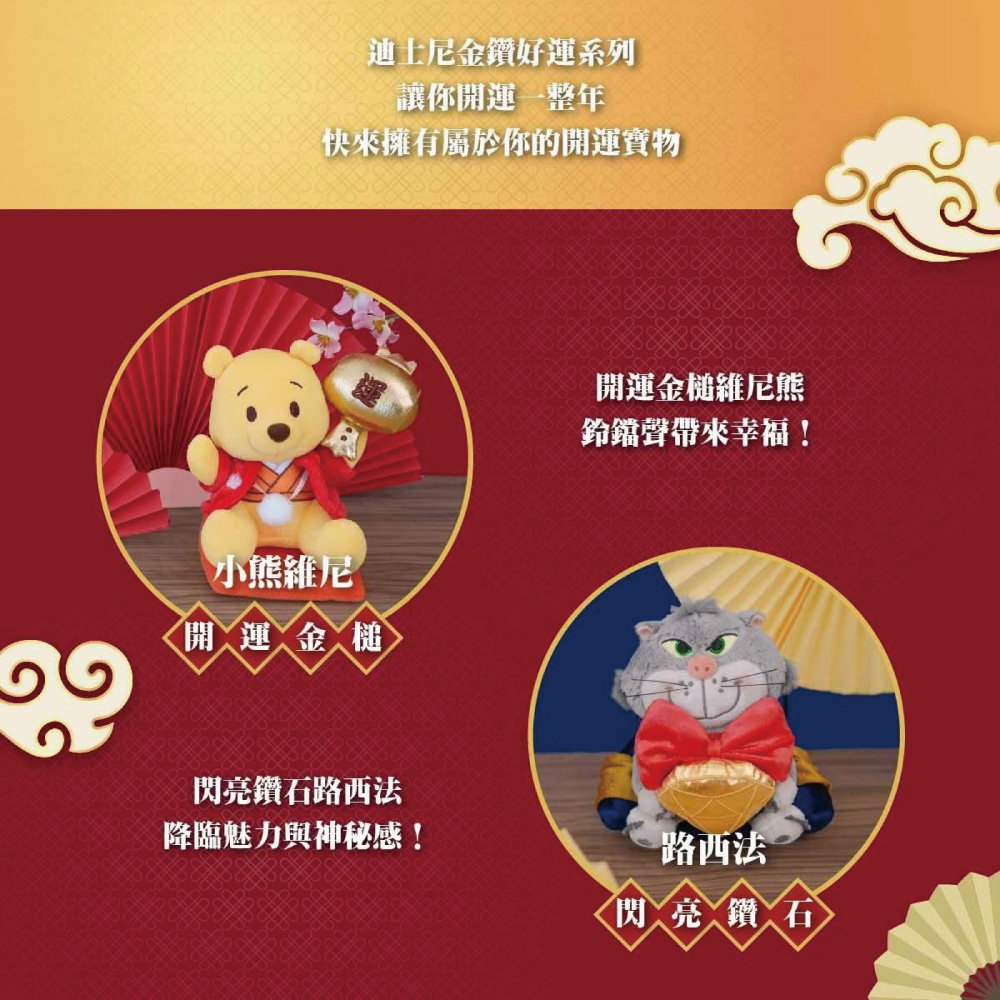 迪士尼金鑽好運系列
讓你開運一整年
快來擁有屬於你的開運寶物
運
開運金槌維尼熊
鈴鐺聲帶來幸福！
小熊維尼
開運金槌
閃亮鑽石路西法
降臨魅力與神秘感！
路西法
閃亮鑽石